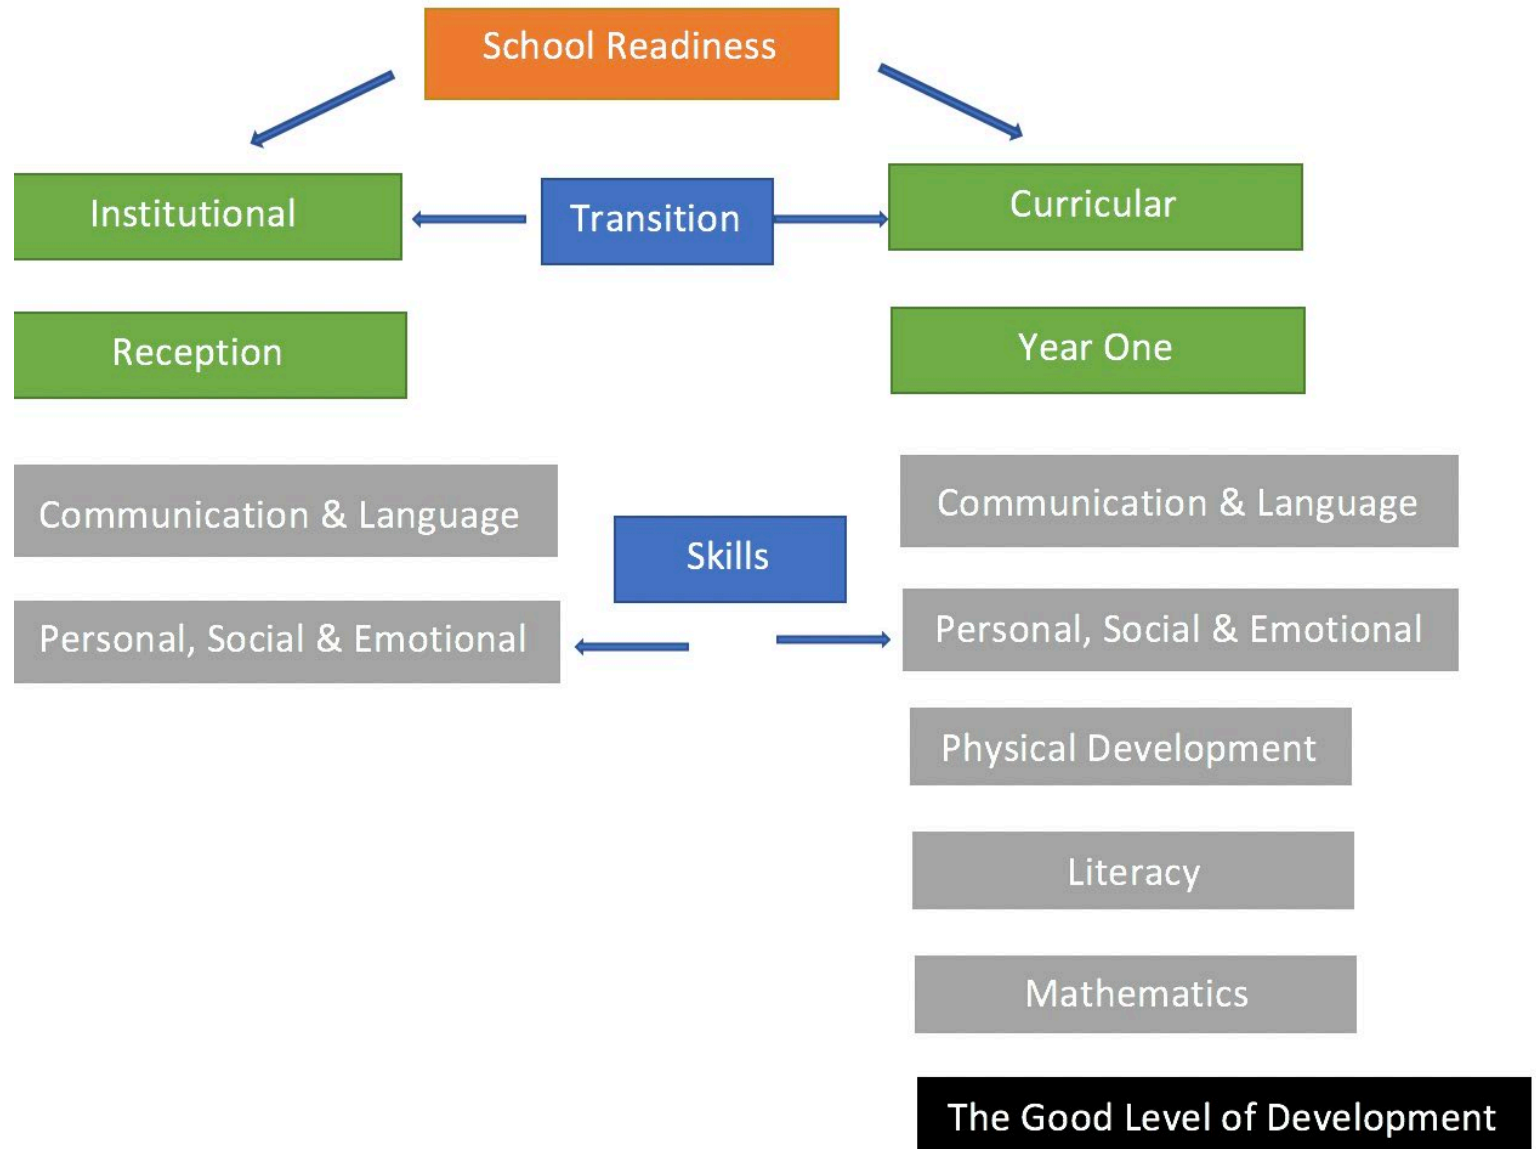 School Readiness
Institutional
Transition
Curricular
Reception
Year One
Communication & Language
Skills
Communication & Language
Personal, Social & Emotional
Personal, Social & Emotional
Physical Development
Literacy
Mathematics
The Good Level of Development